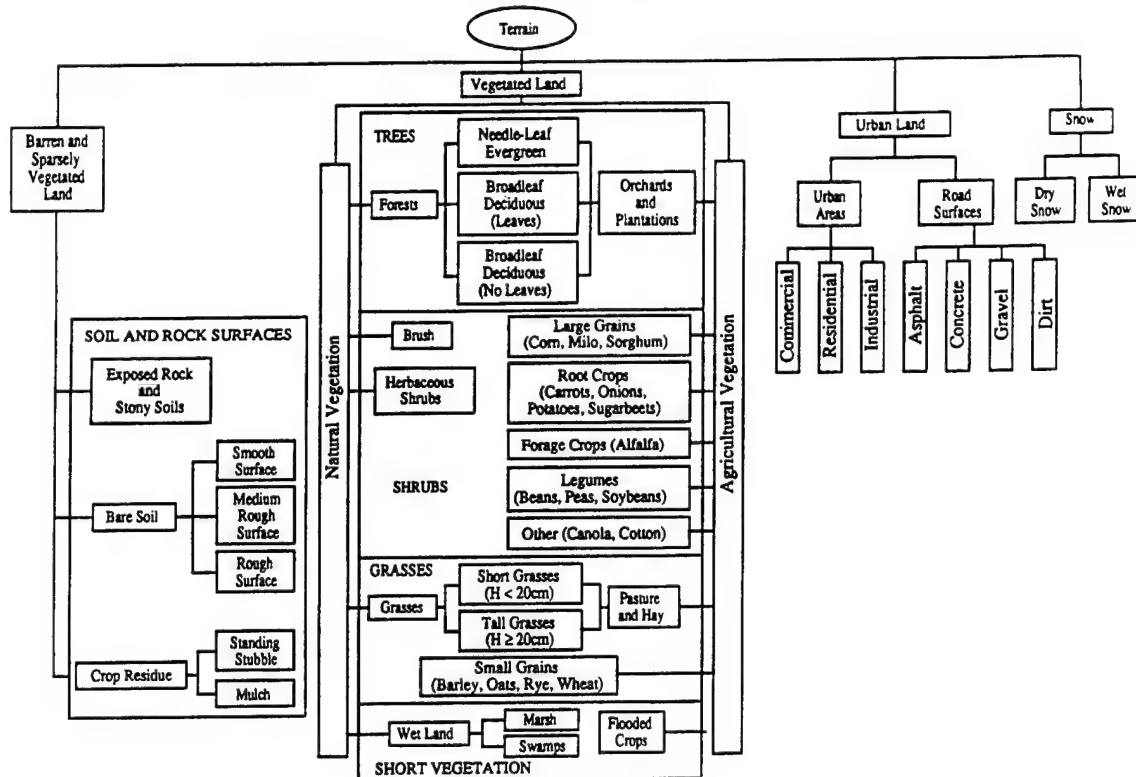 Terrain
Vegetated Land
Barren and
Sparsely
Vegetated
Land
SOIL AND ROCK SURFACES
Exposed Rock
and
Stony Soils
Bare Soil
Smooth
Surface
Medium
Rough
Surface
Rough
Surface
Crop Residue
Standing
Stubble
Mulch
Natural Vegetation
TREES
Forests
Needle-Leaf
Evergreen
Broadleaf
Deciduous
(Leaves)
Broadleaf
Deciduous
(No Leaves)
Orchards
and
Plantations
Brush
Herbaceous
Shrubs
SHRUBS
Large Grains
(Corn, Milo, Sorghum)
Root Crops
(Carrots, Onions,
Potatoes, Sugarbeets)
Forage Crops (Alfalfa)
Legumes
(Beans, Peas, Soybeans)
Other (Canola, Cotton)
GRASSES
Grasses
Short Grasses
(H < 20cm)
Tall Grasses
(H ≥ 20cm)
Pasture
and Hay
Small Grains
(Barley, Oats, Rye, Wheat)
Wet Land
Marsh
Swamps
Flooded
Crops
SHORT VEGETATION
Agricultural Vegetation
Urban Land
Urban
Areas
Commercial
Residential
Industrial
Road
Surfaces
Asphalt
Concrete
Gravel
Dirt
Snow
Dry
Snow
Wet
Snow